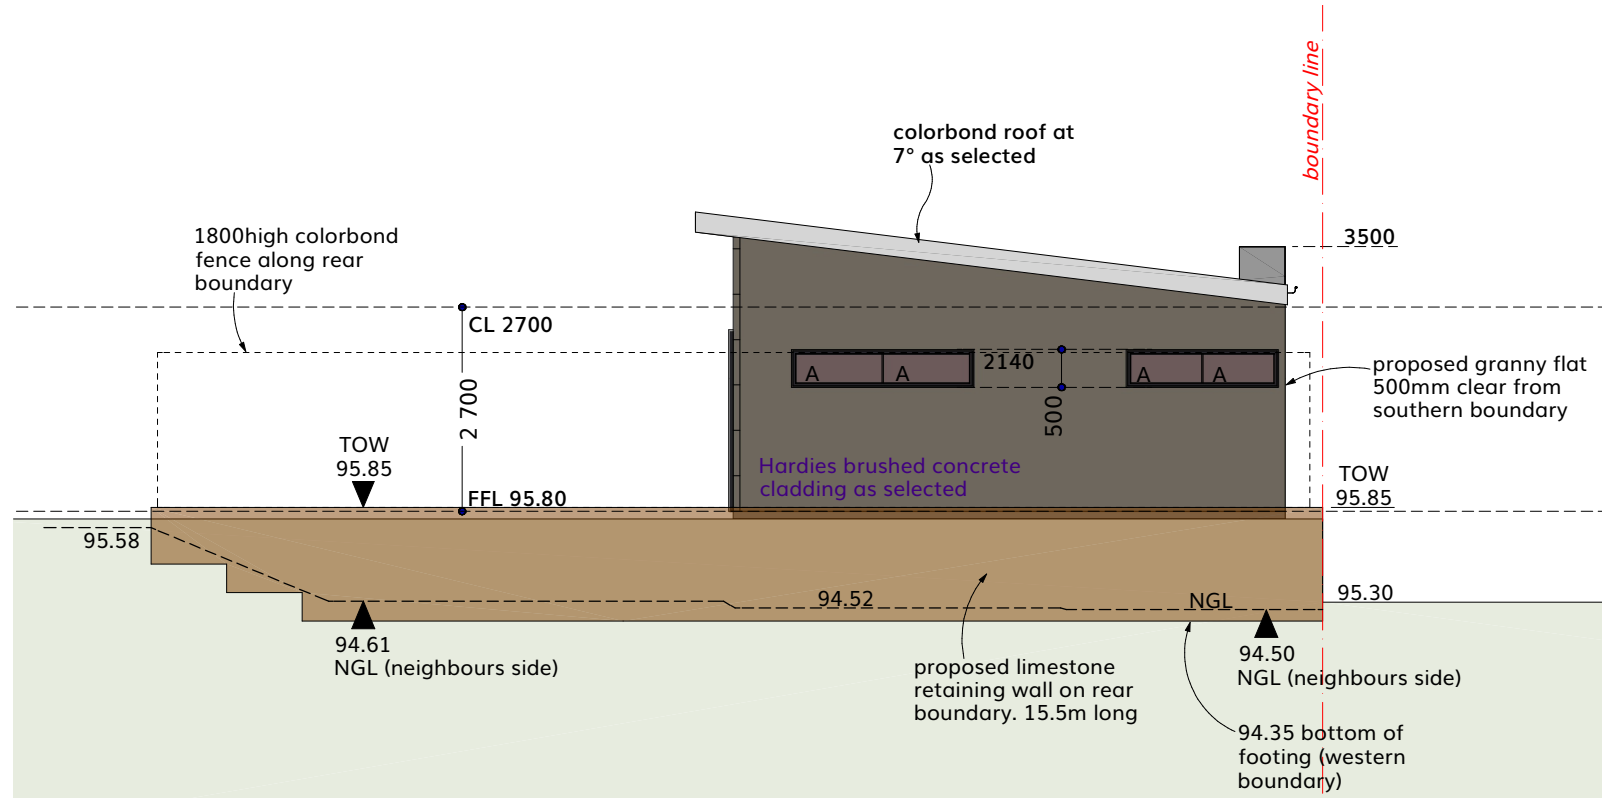 boundary line
colorbond roof at
7° as selected
1800high colorbond
fence along rear
boundary
3500
CL 2700
2140
A
A
A
A
500
2 700
proposed granny flat
500mm clear from
southern boundary
TOW
95.85
Hardies brushed concrete
cladding as selected
TOW
95.85
FFL 95.80
95.58
94.52
NGL
95.30
94.61
NGL (neighbours side)
94.50
NGL (neighbours side)
proposed limestone
retaining wall on rear
boundary. 15.5m long
94.35 bottom of
footing (western
boundary)